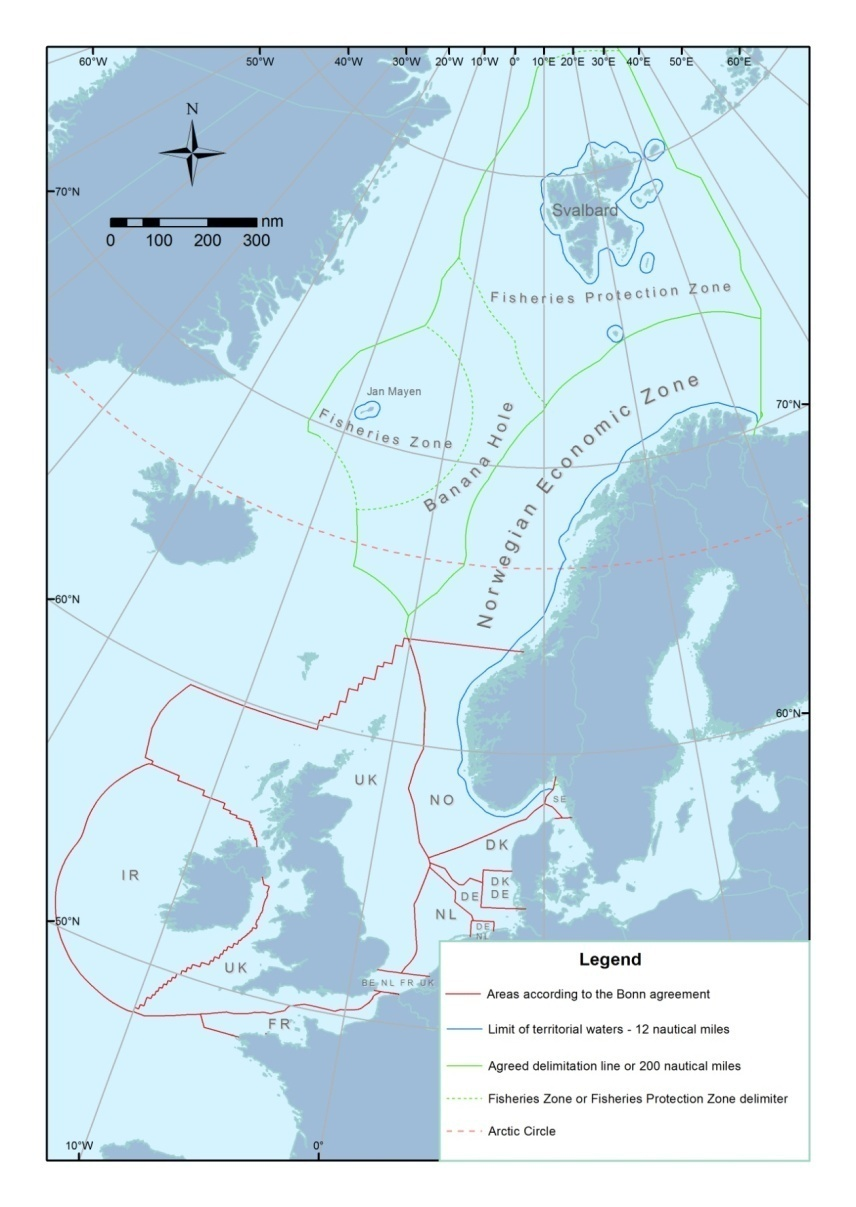 60°W 50°W 40°W 30°W 20°W 10°W 0° 10°E 20°E 30°E 40°E 50°E 60°E
N
70°N
nm
0 100 200 300
Svalbard
Fisheries Protection Zone
Jan Mayen
Fisheries Zone
Banana Hole
Norwegian Economic Zone
70°N
60°N
60°N
UK
NO
SE
DK
IR
DK
DE
DE
NL
DE
NL
50°N
UK
BE NL FR UK
FR
10°W 0°
Legend
Areas according to the Bonn agreement
Limit of territorial waters - 12 nautical miles
Agreed delimitation line or 200 nautical miles
Fisheries Zone or Fisheries Protection Zone delimiter
Arctic Circle